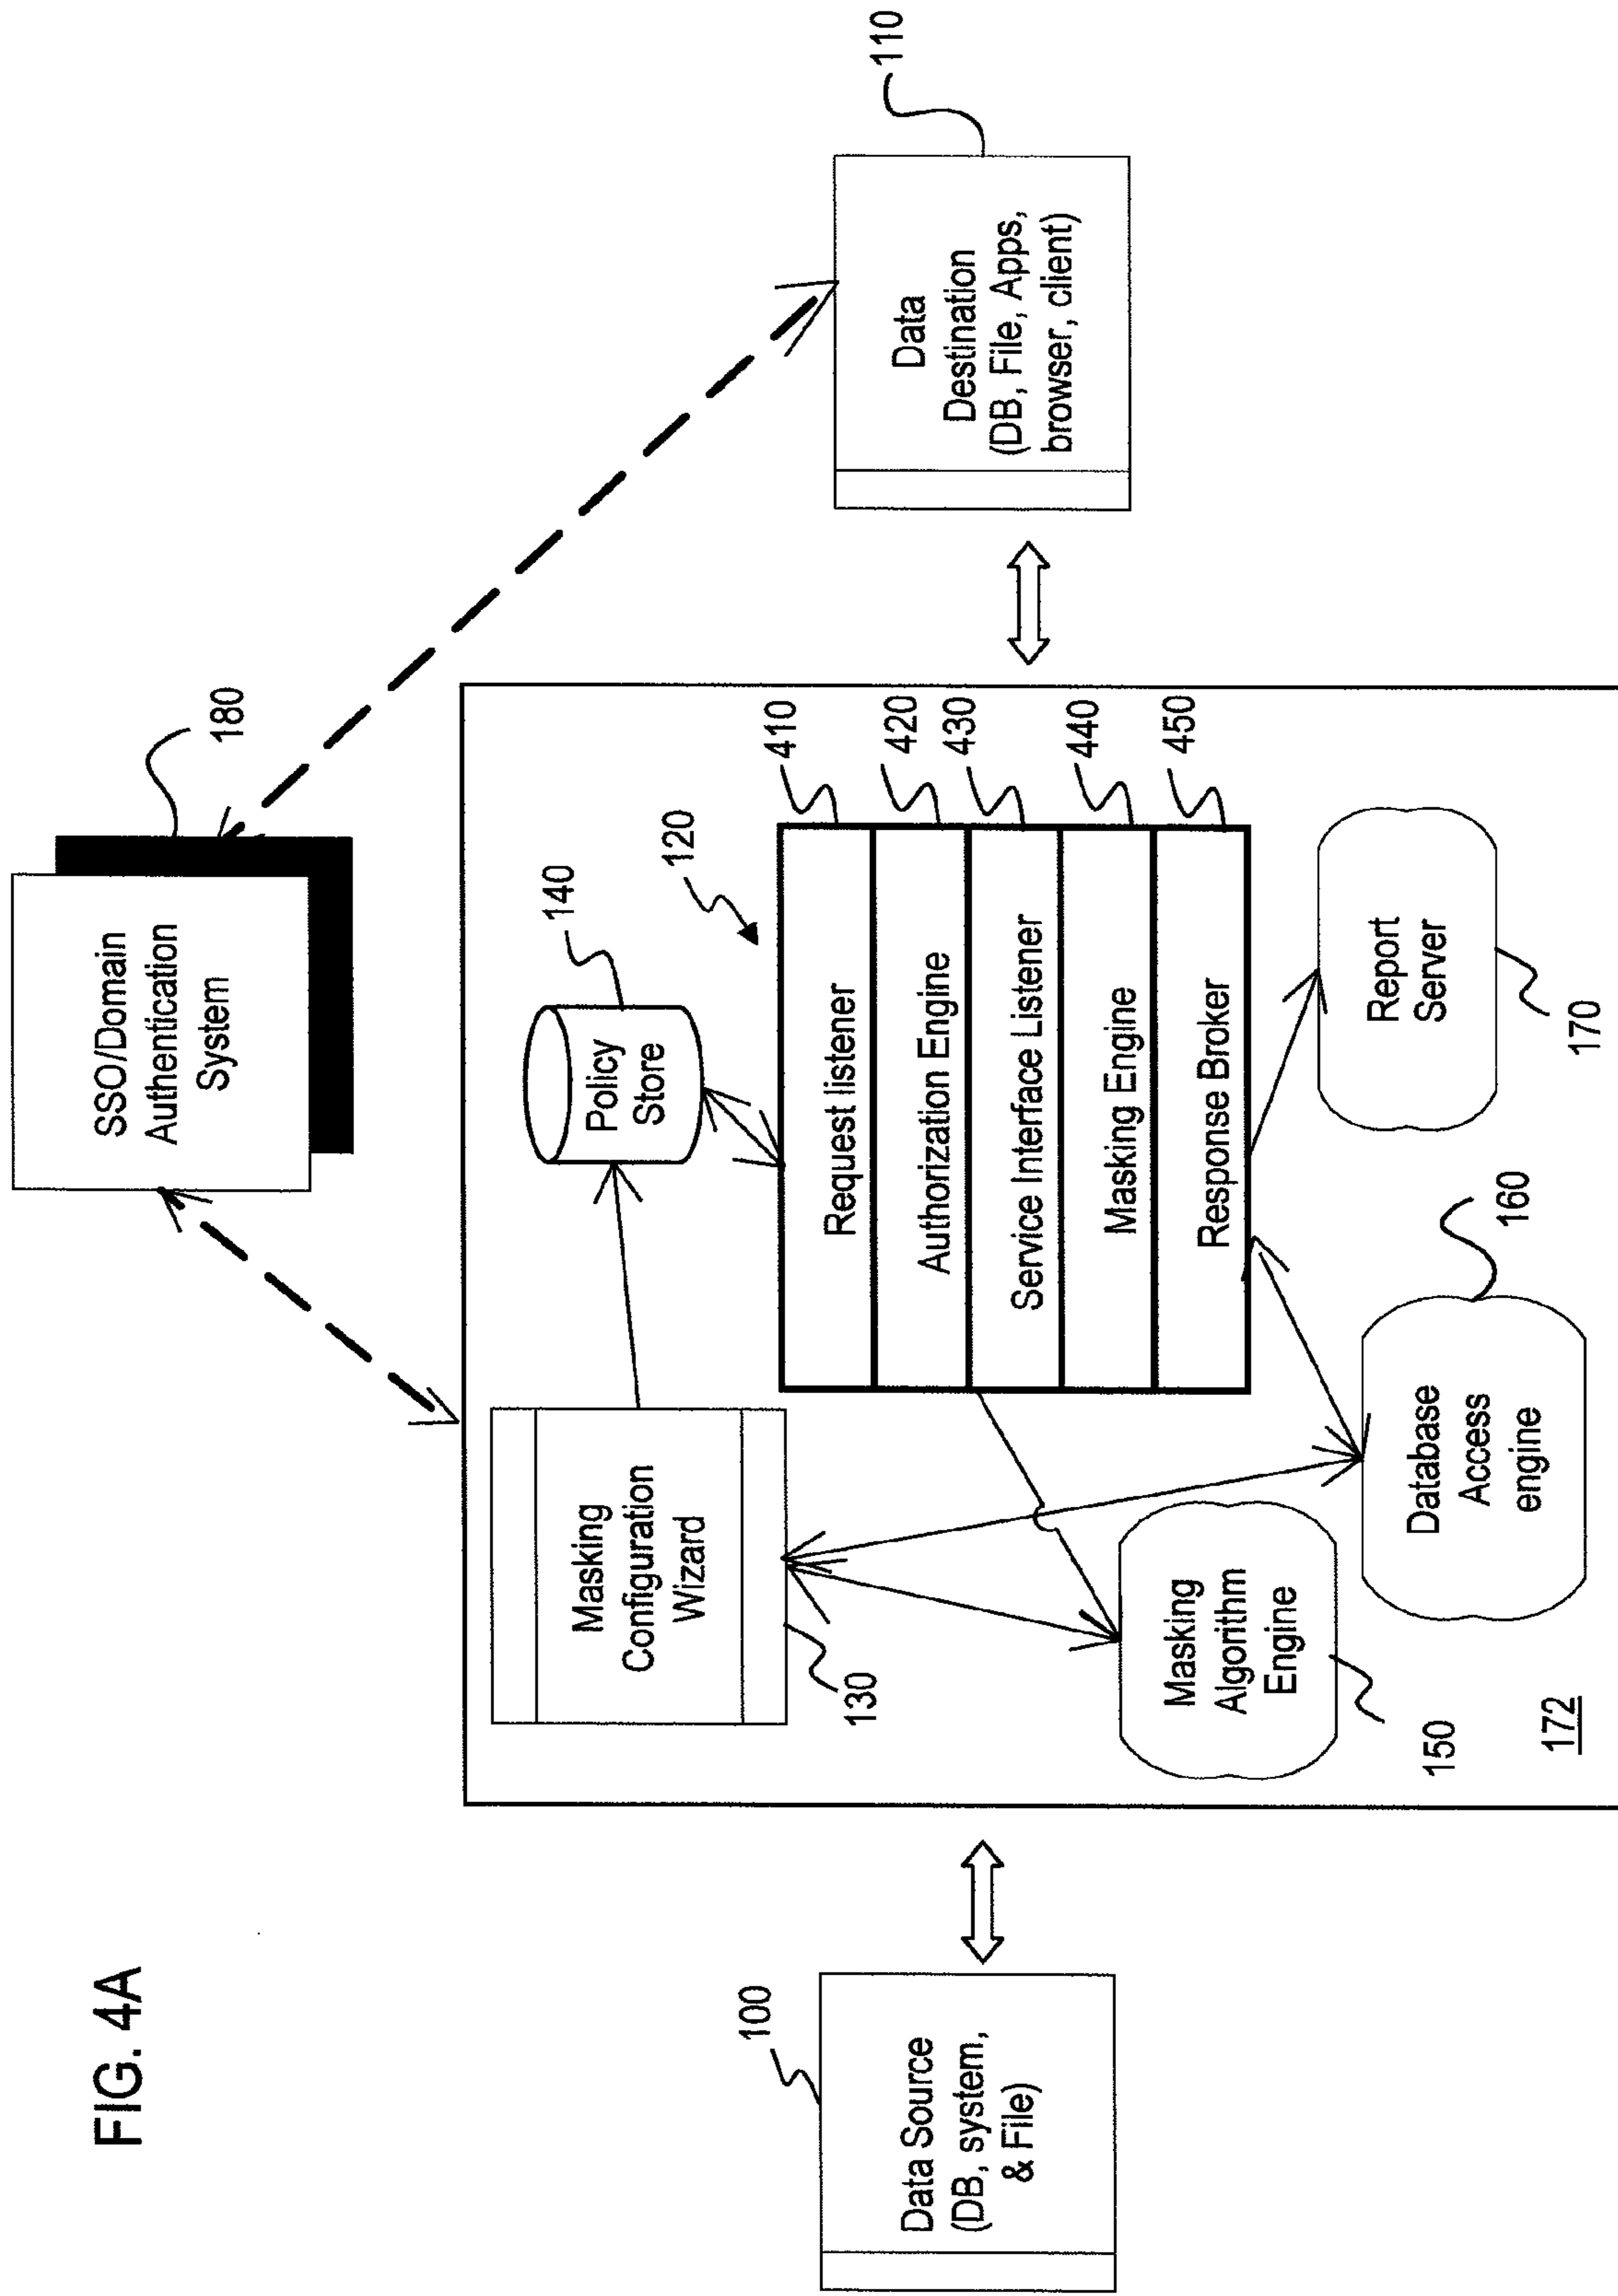 FIG. 4A
SSO/Domain
Authentication
System
180
100
Data Source
(DB, system,
& File)
Masking
Configuration
Wizard
130
Policy
Store
140
120
Request listener
410
Authorization Engine
420
Service Interface Listener
430
Masking Engine
440
Response Broker
450
Masking
Algorithm
Engine
150
Database
Access
engine
160
Report
Server
170
172
Data
Destination
(DB, File, Apps,
browser, client)
110